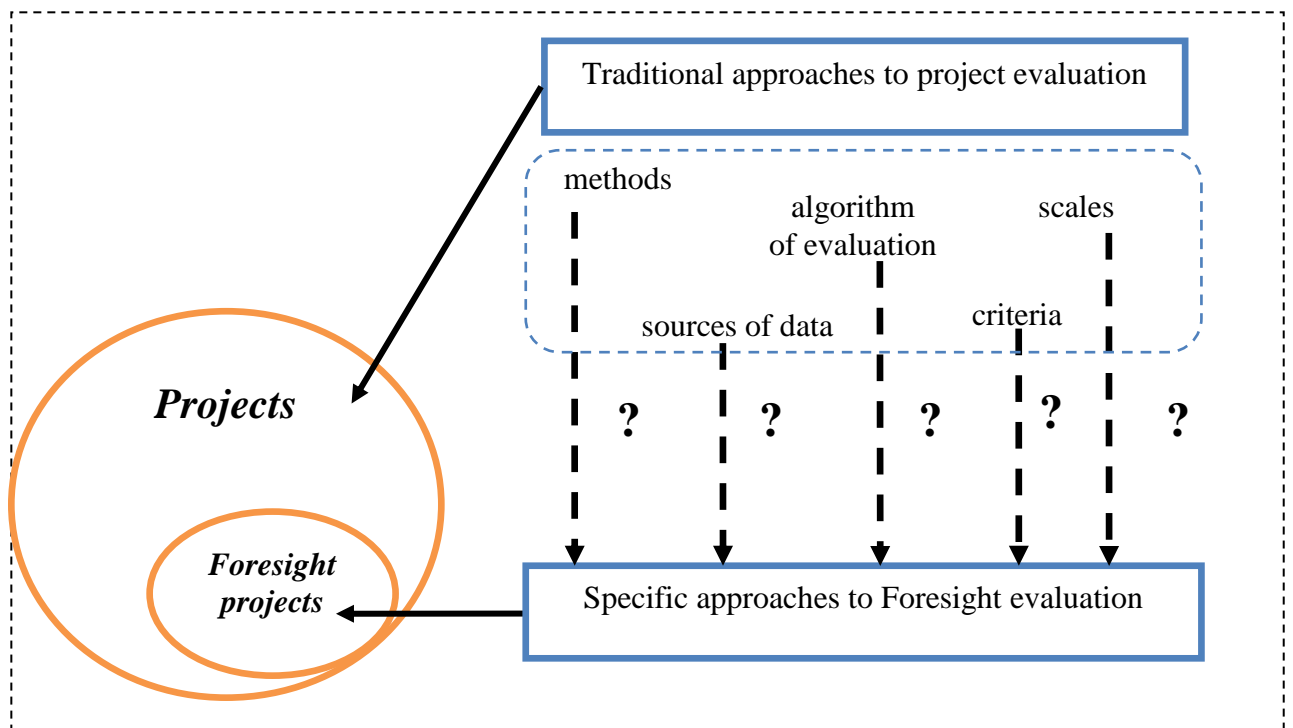 Traditional approaches to project evaluation
methods
algorithm
of evaluation
scales
sources of data
criteria
Projects
? ? ? ? ?
Foresight
projects
Specific approaches to Foresight evaluation